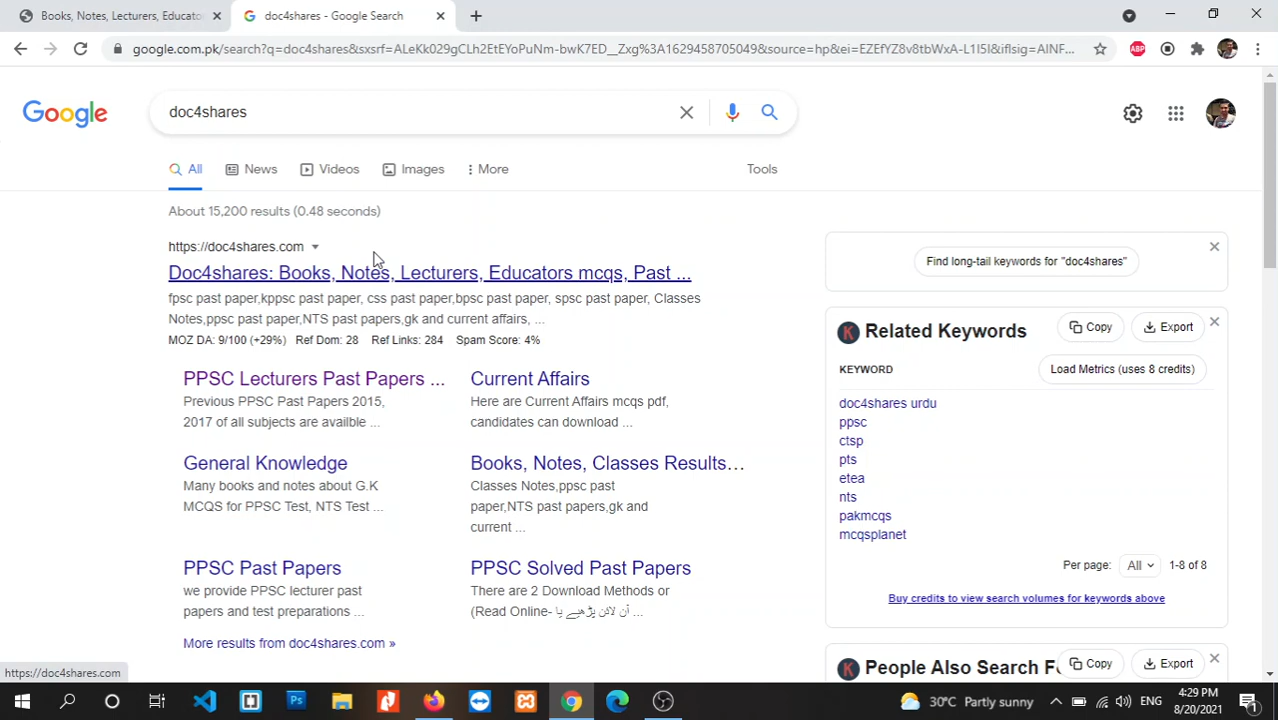 Books, Notes, Lecturers, Educato
doc4shares - Google Search
google.com.pk/search?q=doc4shares&sxsrf=ALeKk029gCLh2EtEYoPuNm-bwK7ED__Zxg%3A1629458705049&source=hp&ei=EZEfYZ8v8tbWxA-L1I5I&iflsig=AINF...
ABP
Google
doc4shares
All
News
Videos
Images
More
Tools
About 15,200 results (0.48 seconds)
https://doc4shares.com
Doc4shares: Books, Notes, Lecturers, Educators mcqs, Past ...
fpsc past paper,kppsc past paper, css past paper,bpsc past paper, spsc past paper, Classes
Notes,ppsc past paper,NTS past papers,gk and current affairs, ...
MOZ DA: 9/100 (+29%) Ref Dom: 28 Ref Links: 284 Spam Score: 4%
PPSC Lecturers Past Papers ...
Previous PPSC Past Papers 2015,
2017 of all subjects are availble ...
Current Affairs
Here are Current Affairs mcqs pdf,
candidates can download ...
General Knowledge
Many books and notes about G.K
MCQS for PPSC Test, NTS Test ...
Books, Notes, Classes Results...
Classes Notes,ppsc past
paper,NTS past papers,gk and
current ...
PPSC Past Papers
we provide PPSC lecturer past
papers and test preparations ...
PPSC Solved Past Papers
There are 2 Download Methods or
(Read Online- آن لائن پڑھیے یا ...
More results from doc4shares.com »
Find long-tail keywords for "doc4shares"
K
Related Keywords
Copy
Export
KEYWORD
Load Metrics (uses 8 credits)
doc4shares urdu
ppsc
ctsp
pts
etea
nts
pakmcqs
mcqsplanet
Per page:
All
1-8 of 8
Buy credits to view search volumes for keywords above
K
People Also Search F
Copy
Export
https://doc4shares.com
Ps
30°C Partly sunny
ENG
4:29 PM
8/20/2021
1